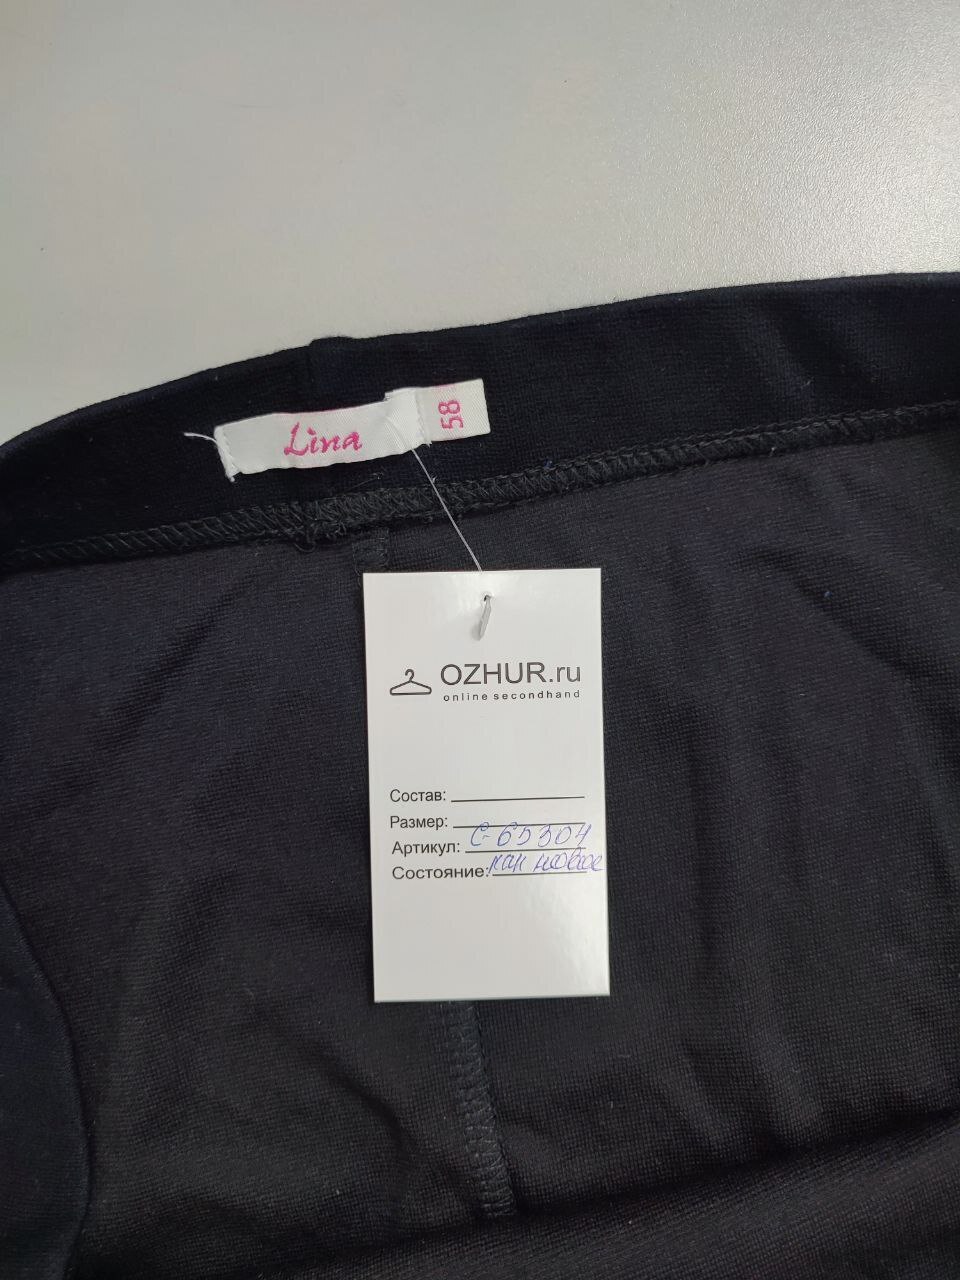 Lina
58
OZHUR.ru
online secondhand
Состав:
Размер:
Артикул: С-65304
Состояние: как новое